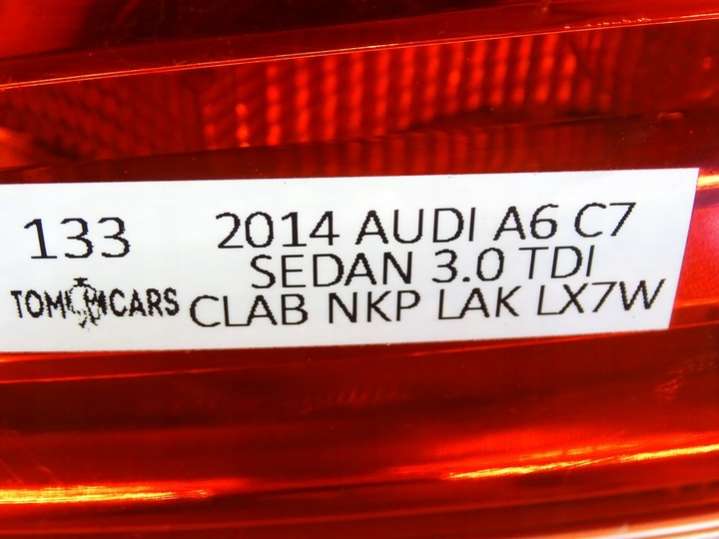 133
TOM CARS
2014 AUDI A6 C7
SEDAN 3.0 TDI
CLAB NKP LAK LX7W